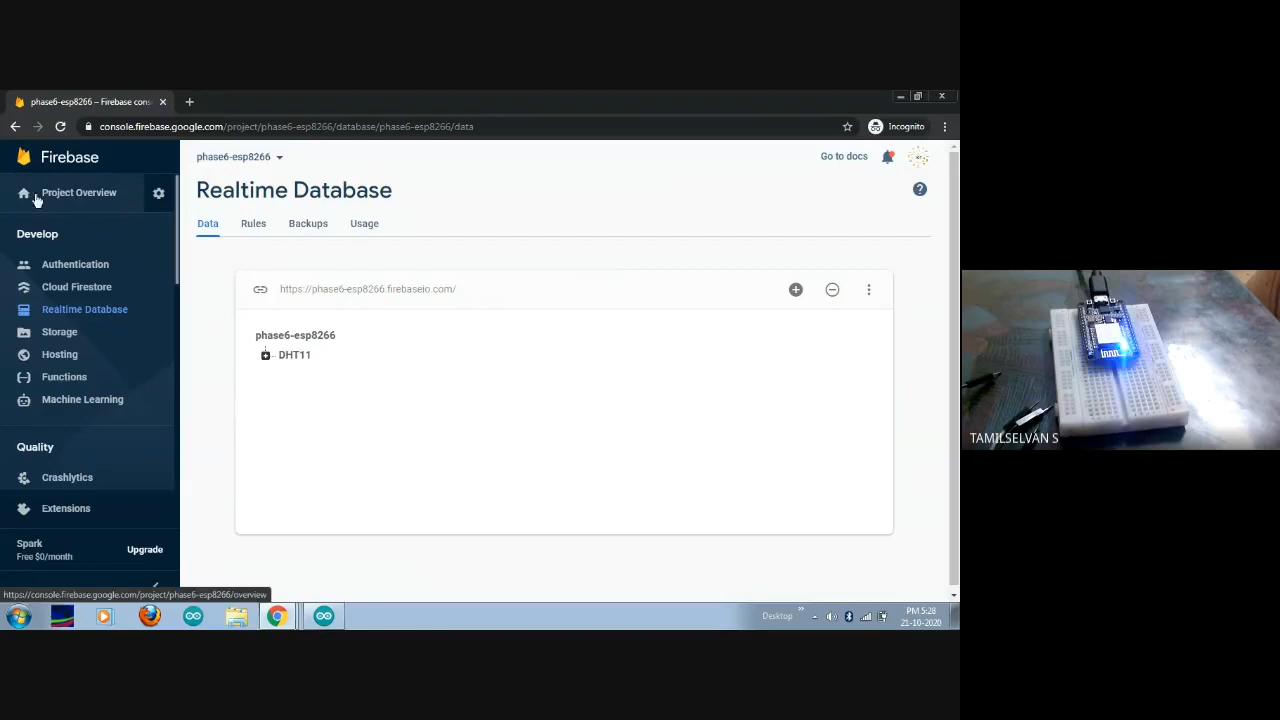 phase6-esp8266 – Firebase cons
console.firebase.google.com/project/phase6-esp8266/database/phase6-esp8266/data
Incognito
Firebase
phase6-esp8266
Go to docs
Project Overview
Realtime Database
Data Rules Backups Usage
Develop
Authentication
Cloud Firestore
Realtime Database
Storage
Hosting
Functions
Machine Learning
Quality
Crashlytics
Extensions
Spark
Free $0/month
Upgrade
https://phase6-esp8266.firebaseio.com/
phase6-esp8266
DHT11
https://console.firebase.google.com/project/phase6-esp8266/overview
Desktop
PM 5:28
21-10-2020
TAMILSELVAN S